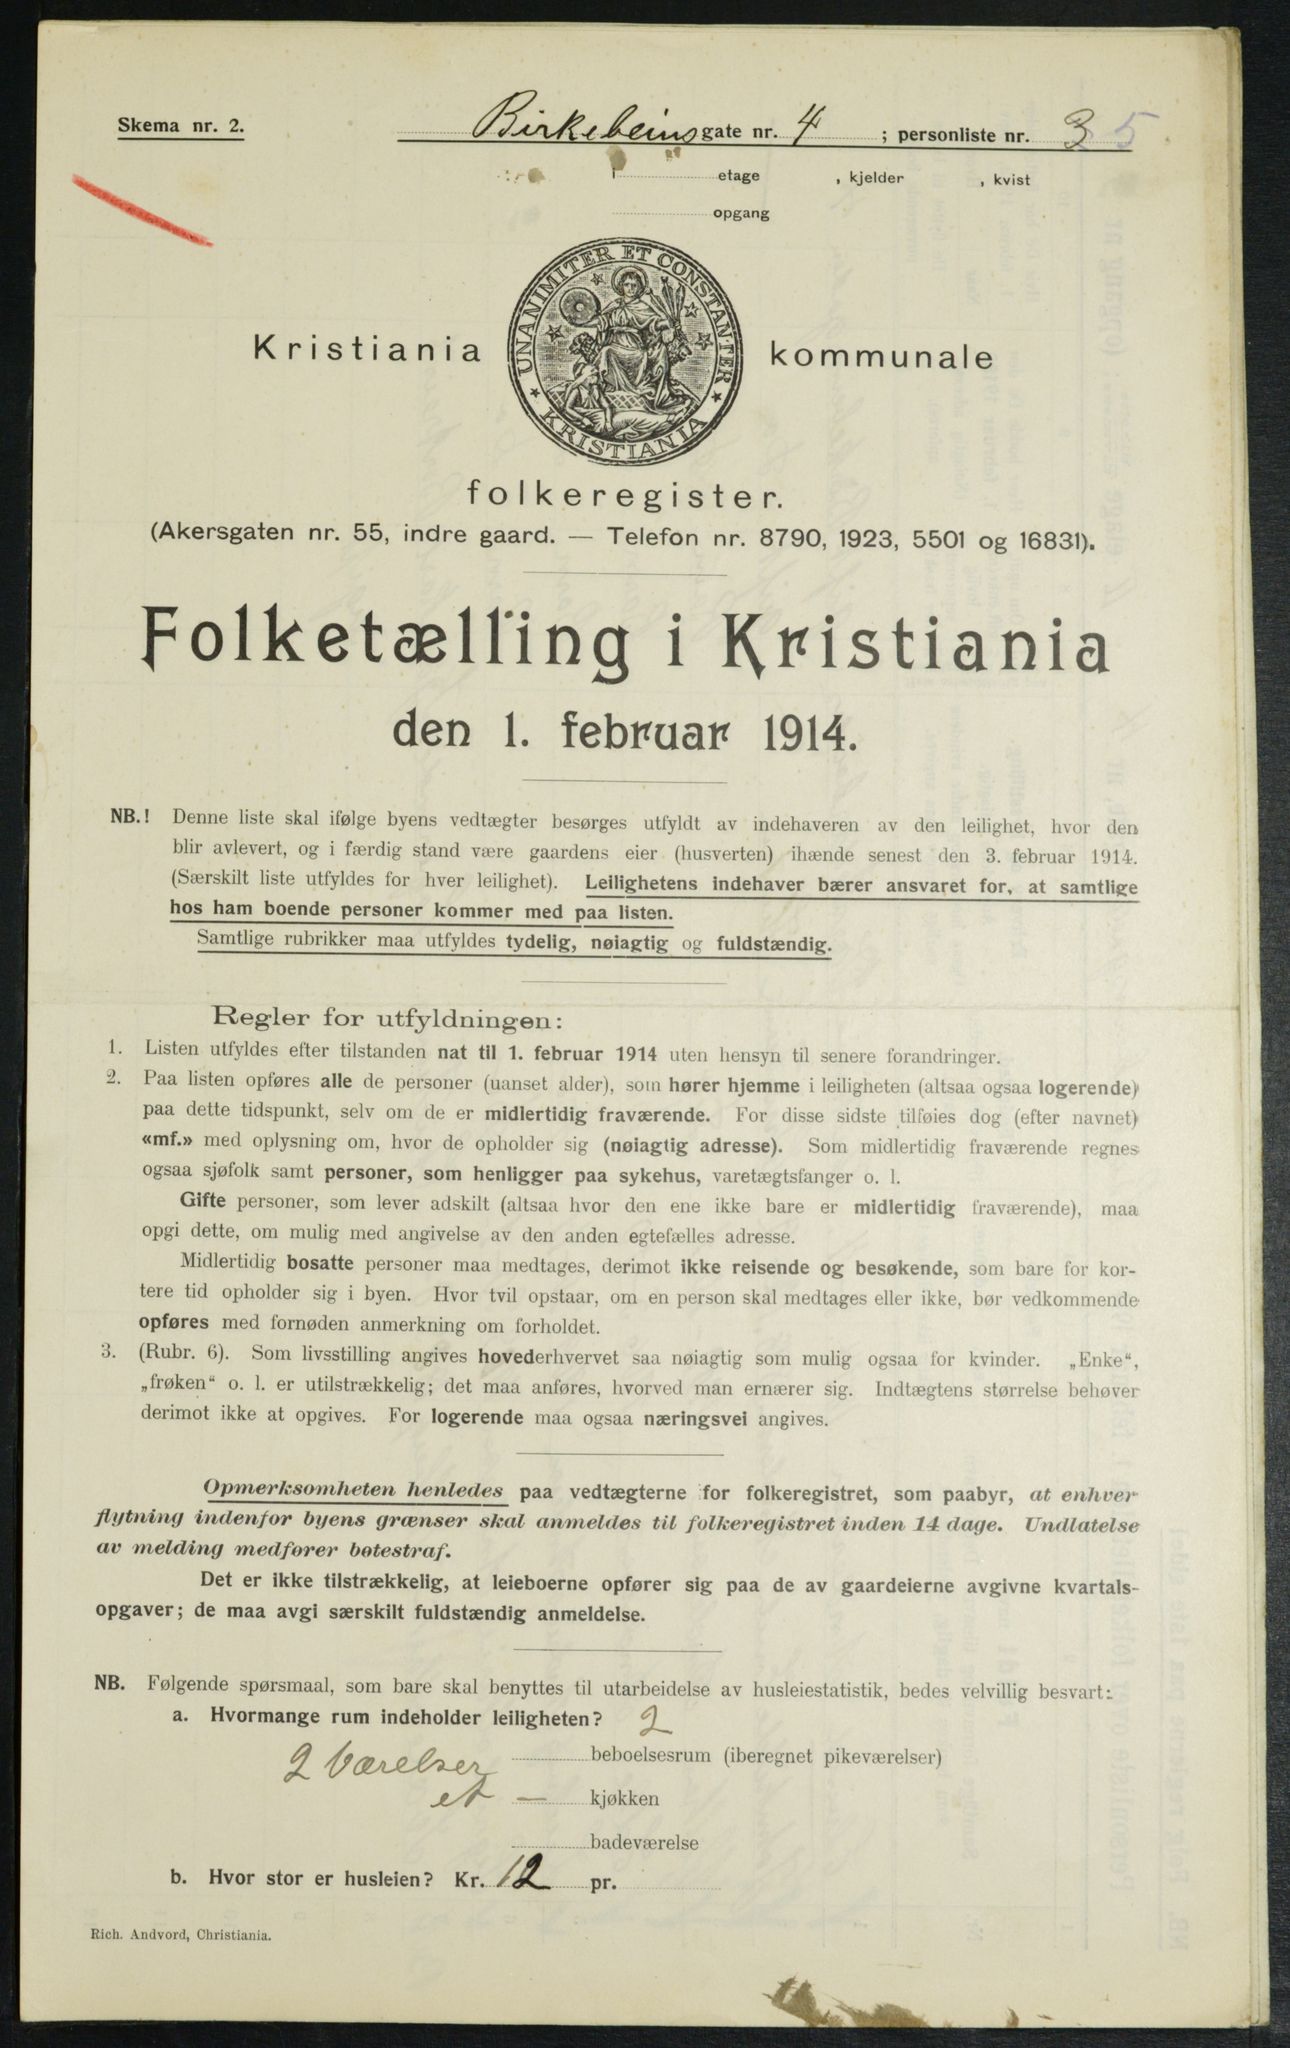 Skema nr. 2.
Birkebeinsgate nr. 4 ; personliste nr. 3 5
i etage , kjelder , kvist
opgang
UNANIMITER ET CONSTANTER
KRISTIANIA
Kristiania kommunale
folkeregister.
(Akersgaten nr. 55, indre gaard. — Telefon nr. 8790, 1923, 5501 og 16831).
Folketælling i Kristiania
den 1. februar 1914.
NB.! Denne liste skal ifølge byens vedtægter besørges utfyldt av indehaveren av den leilighet, hvor den
blir avlevert, og i færdig stand være gaardens eier (husverten) ihænde senest den 3. februar 1914.
(Særskilt liste utfyldes for hver leilighet). Leilighetens indehaver bærer ansvaret for, at samtlige
hos ham boende personer kommer med paa listen.
Samtlige rubrikker maa utfyldes tydelig, nøiagtig og fuldstændig.
Regler for utfyldningen:
1. Listen utfyldes efter tilstanden nat til 1. februar 1914 uten hensyn til senere forandringer.
2. Paa listen opføres alle de personer (uanset alder), som hører hjemme i leiligheten (altsaa ogsaa logerende)
paa dette tidspunkt, selv om de er midlertidig fraværende. For disse sidste tilføies dog (efter navnet)
«mf.» med oplysning om, hvor de opholder sig (nøiagtig adresse). Som midlertidig fraværende regnes
ogsaa sjøfolk samt personer, som henligger paa sykehus, varetægtsfanger o. l.
Gifte personer, som lever adskilt (altsaa hvor den ene ikke bare er midlertidig fraværende), maa
opgi dette, om mulig med angivelse av den anden egtefælles adresse.
Midlertidig bosatte personer maa medtages, derimot ikke reisende og besøkende, som bare for kor-
tere tid opholder sig i byen. Hvor tvil opstaar, om en person skal medtages eller ikke, bør vedkommende
opføres med fornøden anmerkning om forholdet.
3. (Rubr. 6). Som livsstilling angives hovederhvervet saa nøiagtig som mulig ogsaa for kvinder. „Enke“,
„frøken“ o. l. er utilstrækkelig; det maa anføres, hvorved man ernærer sig. Indtægtens størrelse behøver
derimot ikke at opgives. For logerende maa ogsaa næringsvei angives.
Opmerksomheten henledes paa vedtægterne for folkeregistret, som paabyr, at enhver
flytning indenfor byens grænser skal anmeldes til folkeregistret inden 14 dage. Undlatelse
av melding medfører bøtestraf.
Det er ikke tilstrækkelig, at leieboerne opfører sig paa de av gaardeierne avgivne kvartals-
opgaver; de maa avgi særskilt fuldstændig anmeldelse.
NB. Følgende spørsmaal, som bare skal benyttes til utarbeidelse av husleiestatistik, bedes velvillig besvart:
a. Hvormange rum indeholder leiligheten? 2
2 Værelser beboelsesrum (iberegnet pikeværelser)
et — kjøkken
badeværelse
b. Hvor stor er husleien? Kr. 12 pr.
Rich. Andvord, Christiania.